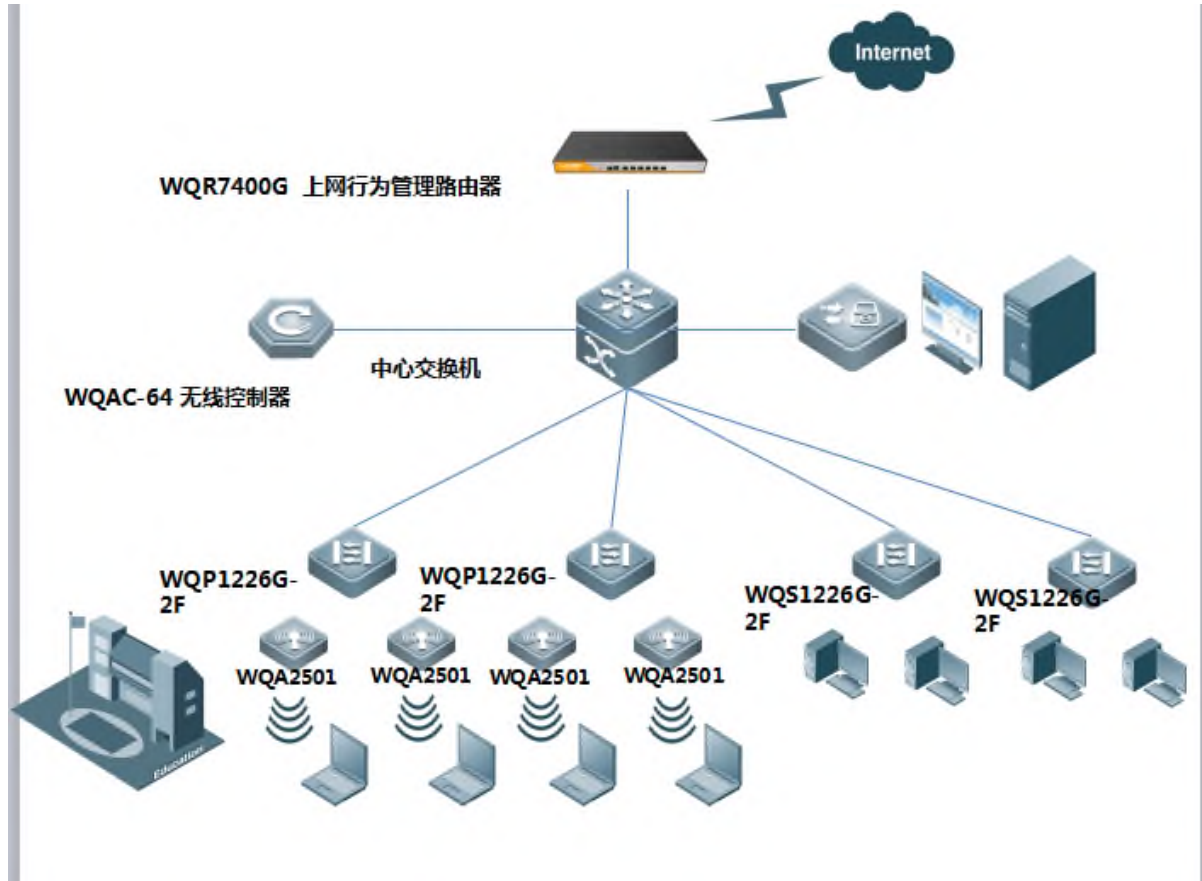 Internet
WQR7400G 上网行为管理路由器
中心交换机
WQAC-64 无线控制器
WQP1226G-
2F
WQP1226G-
2F
WQS1226G-
2F
WQS1226G-
2F
WQA2501
WQA2501
WQA2501
WQA2501
Education